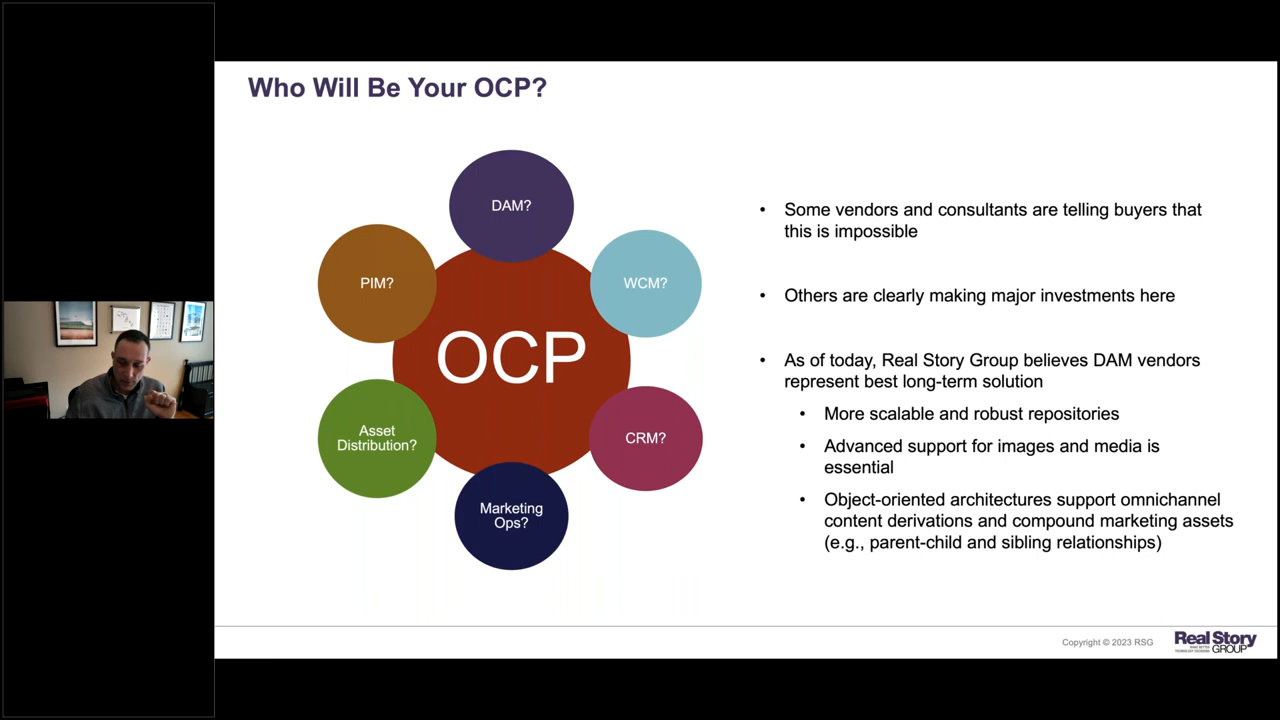 Who Will Be Your OCP?
DAM?
PIM?
WCM?
OCP
Asset
Distribution?
CRM?
Marketing
Ops?
• Some vendors and consultants are telling buyers that
this is impossible
• Others are clearly making major investments here
• As of today, Real Story Group believes DAM vendors
represent best long-term solution
• More scalable and robust repositories
• Advanced support for images and media is
essential
• Object-oriented architectures support omnichannel
content derivations and compound marketing assets
(e.g., parent-child and sibling relationships)
Copyright © 2023 RSG
Real Story
GROUP